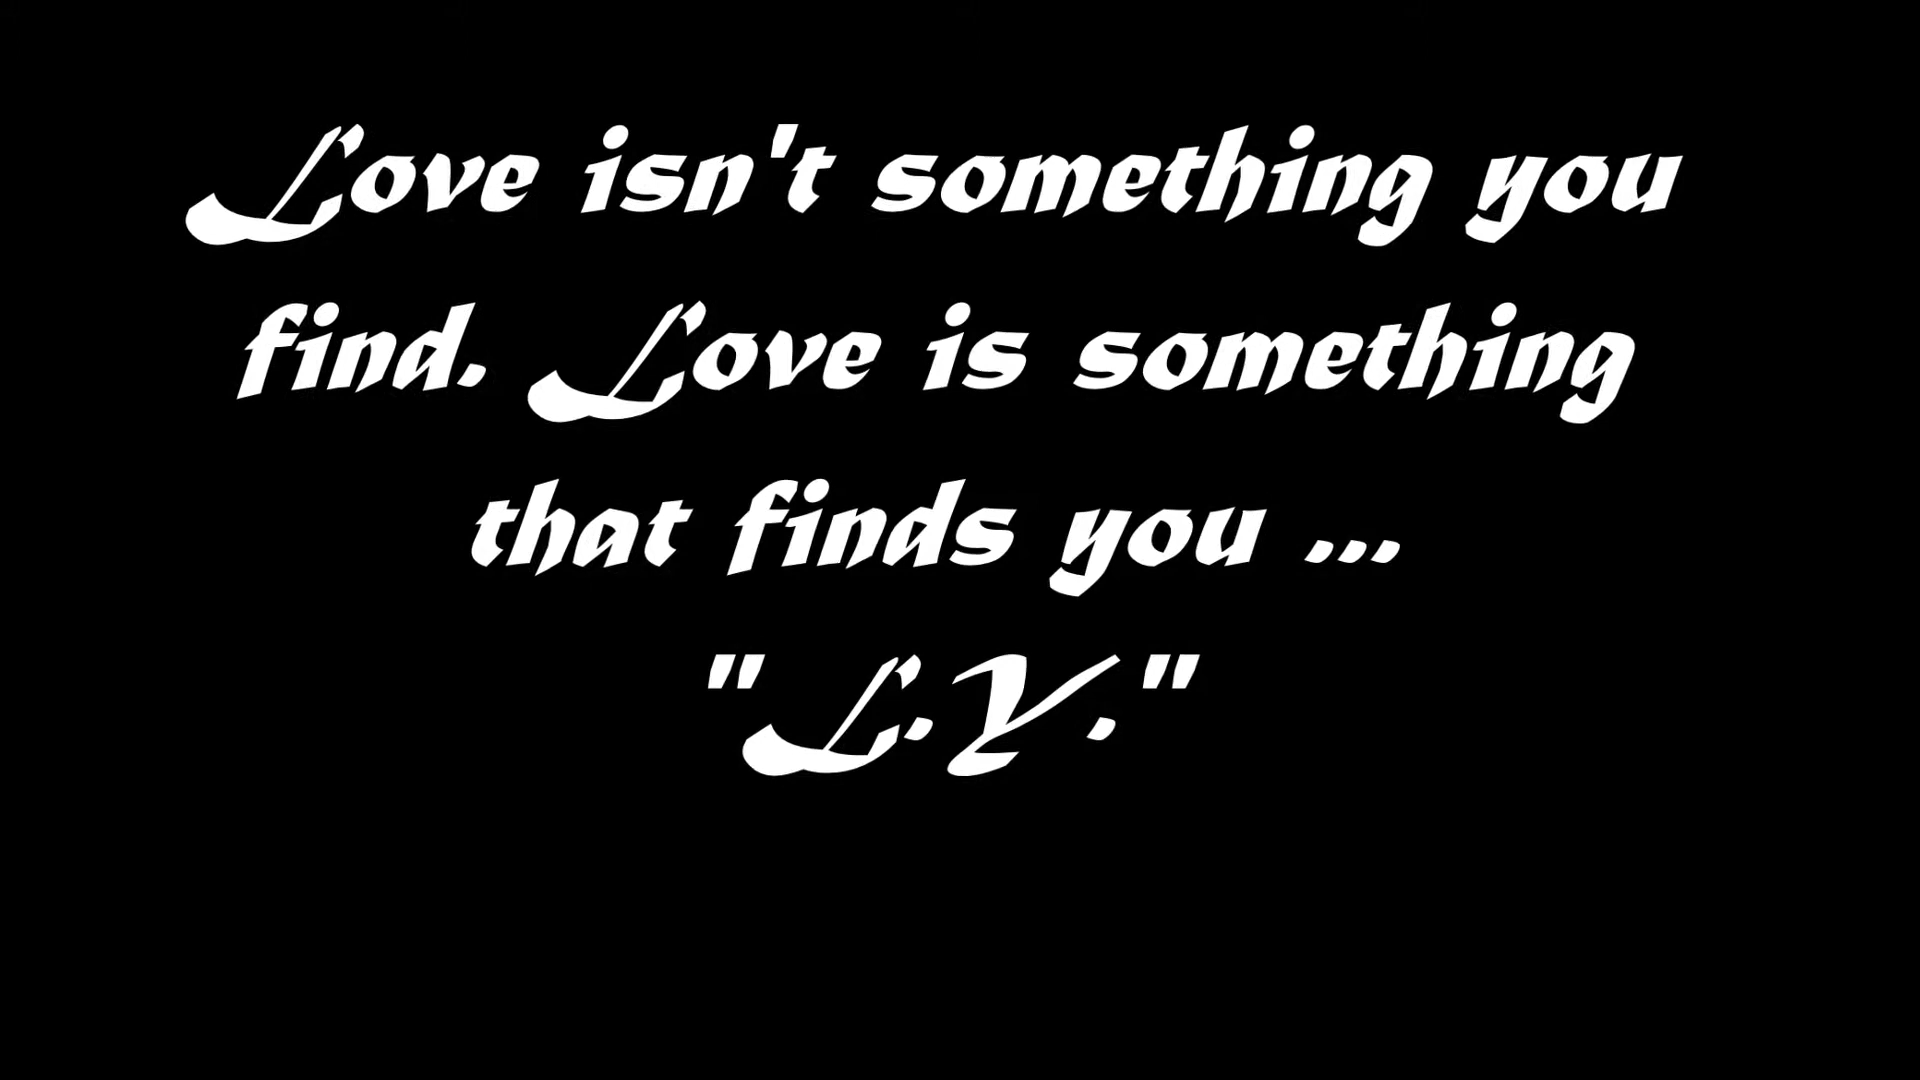 Love isn't something you
find. Love is something
that finds you ...
"L.Y."